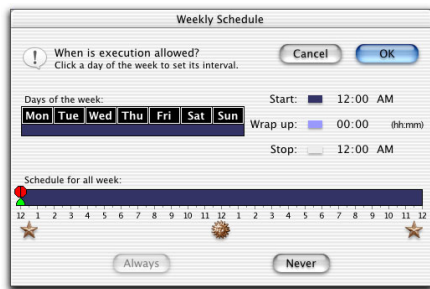 Weekly Schedule
When is execution allowed?
Click a day of the week to set its interval.
Cancel
OK
Days of the week:
Mon Tue Wed Thu Fri Sat Sun
Start: 12:00 AM
Wrap up: 00:00 (hh:mm)
Stop: 12:00 AM
Schedule for all week:
12 1 2 3 4 5 6 7 8 9 10 11 12 1 2 3 4 5 6 7 8 9 10 11 12
Always
Never